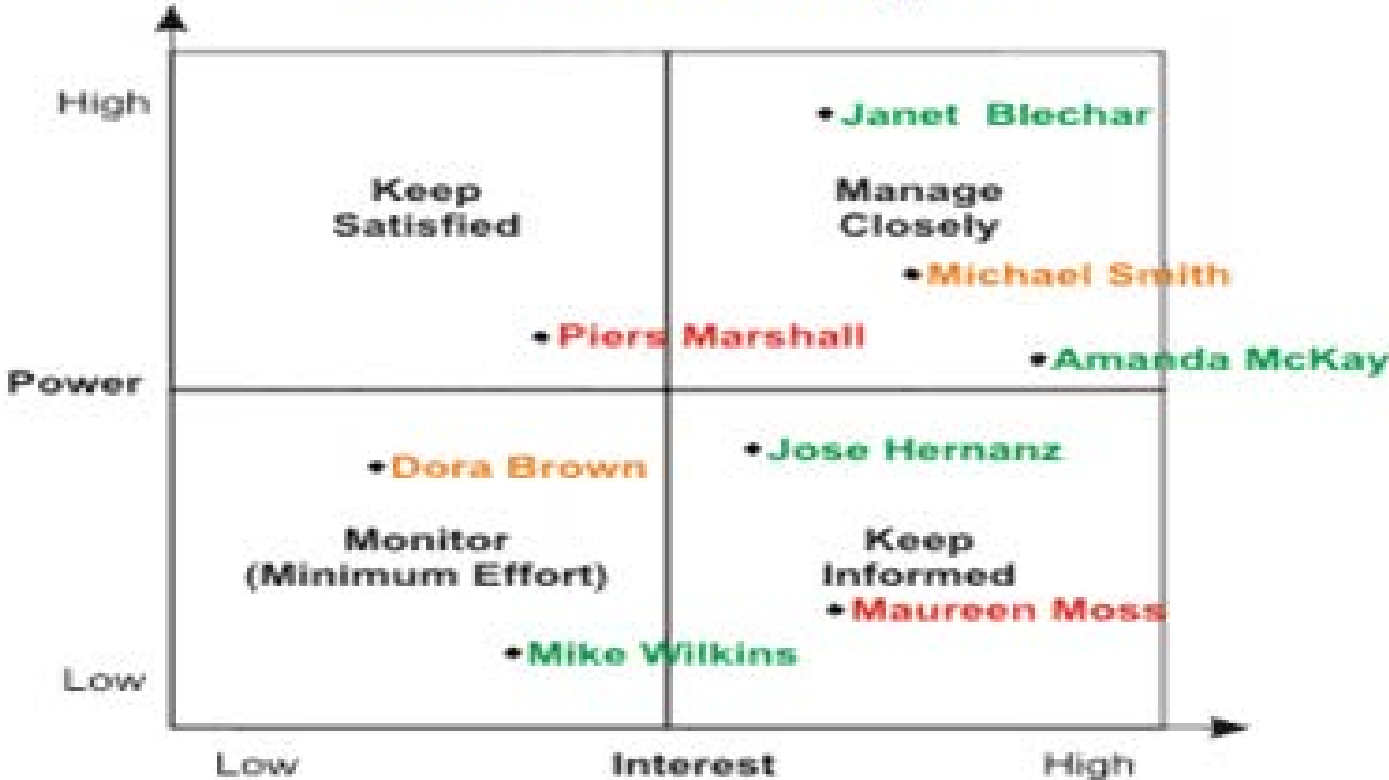 High
Janet Blechar
Keep
Satisfied
Manage
Closely
Michael Smith
Piers Marshall
Amanda McKay
Power
Jose Hernanz
Dora Brown
Monitor
(Minimum Effort)
Keep
Informed
Maureen Moss
Mike Wilkins
Low
Low
Interest
High